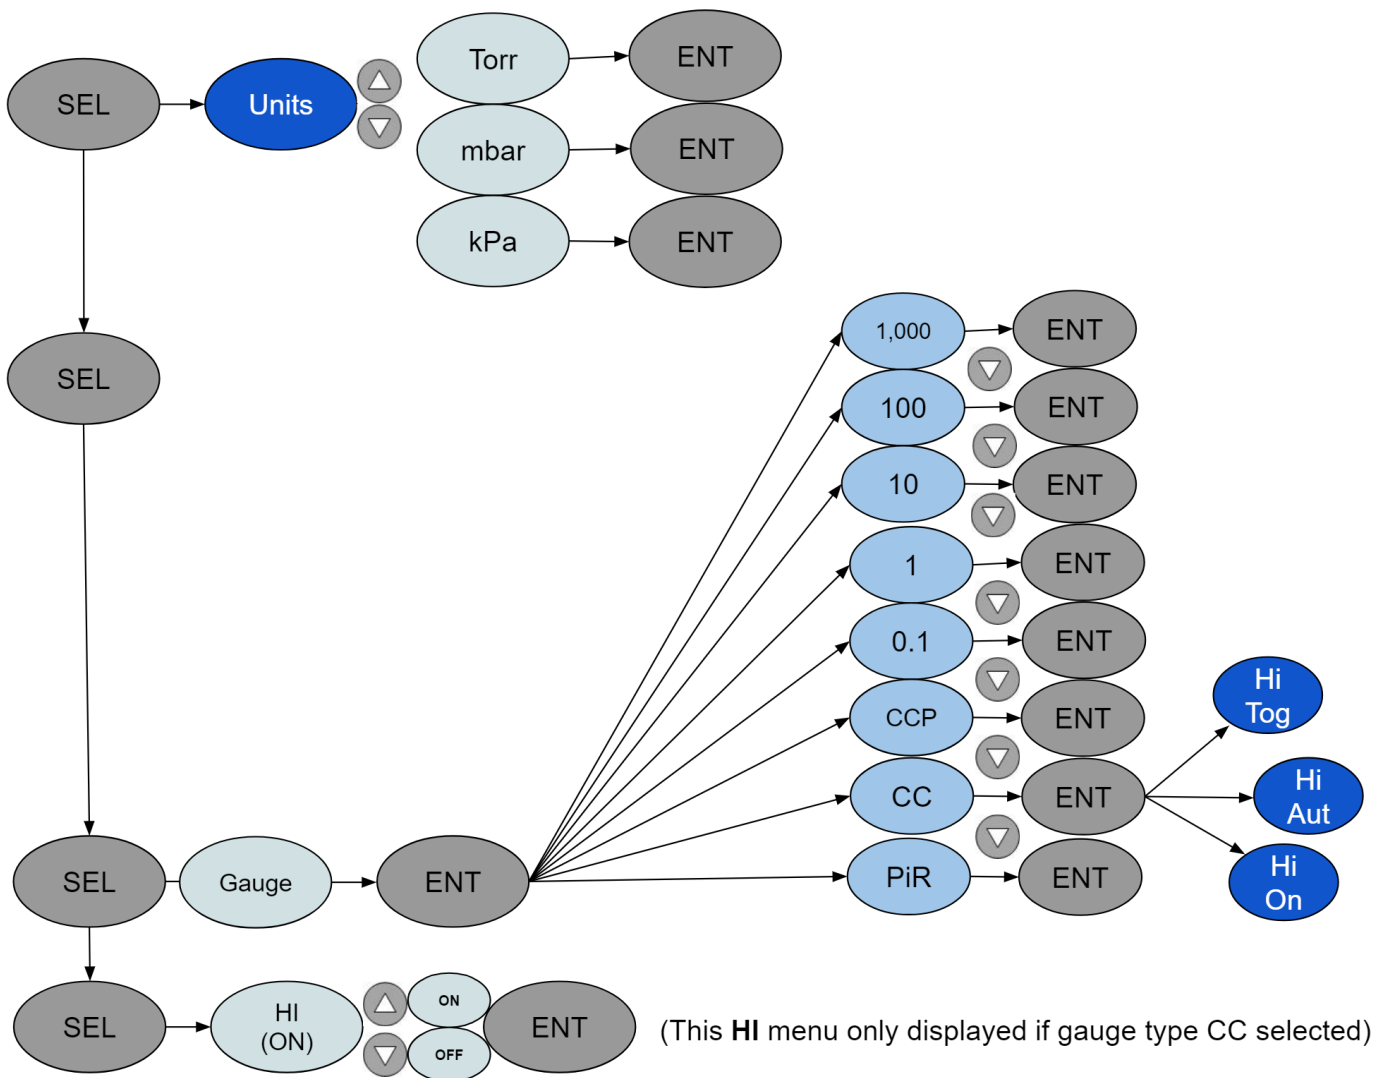 Torr
ENT
SEL
Units
mbar
ENT
kPa
ENT
1,000
ENT
SEL
100
ENT
10
ENT
1
ENT
0.1
ENT
CCP
ENT
Hi
Tog
CC
ENT
Hi
Aut
SEL
Gauge
ENT
PiR
ENT
Hi
On
SEL
HI
(ON)
ON
OFF
ENT
(This HI menu only displayed if gauge type CC selected)